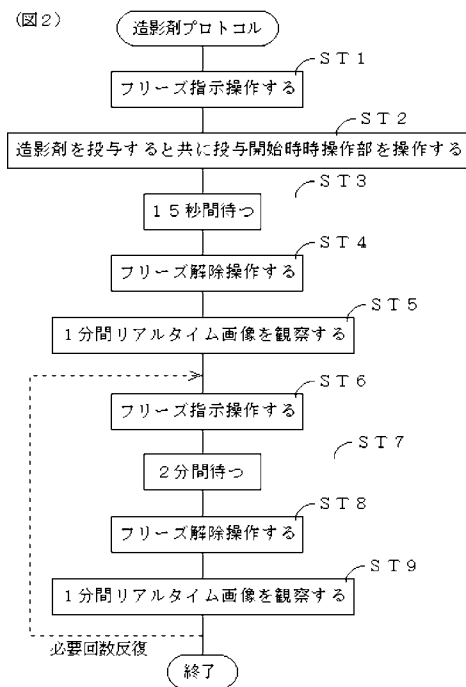 (図2)
造影剤プロトコル
ST1
フリーズ指示操作する
ST2
造影剤を投与すると共に投与開始時時操作部を操作する
ST3
15秒間待つ
ST4
フリーズ解除操作する
ST5
1分間リアルタイム画像を観察する
ST6
フリーズ指示操作する
ST7
2分間待つ
ST8
フリーズ解除操作する
ST9
1分間リアルタイム画像を観察する
必要回数反復
終了